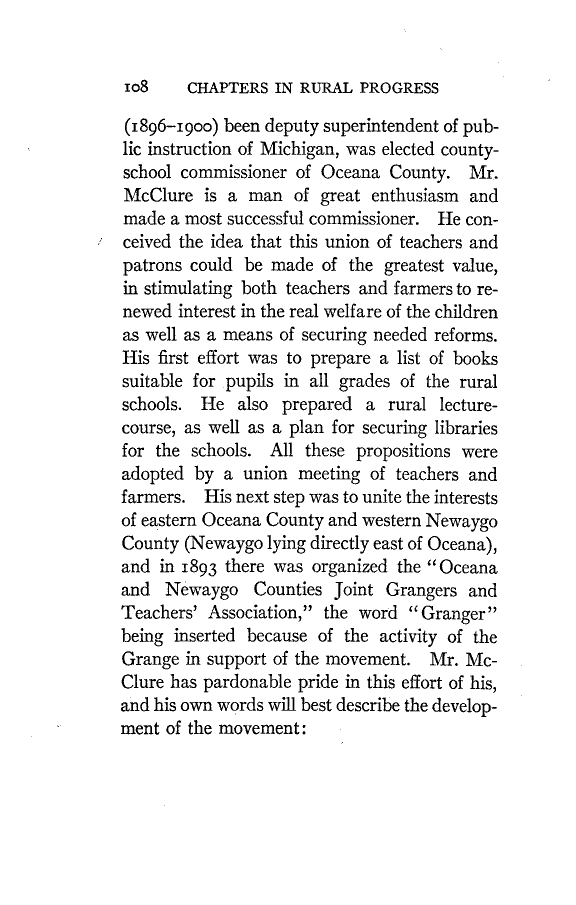 108 CHAPTERS IN RURAL PROGRESS
(1896–1900) been deputy superintendent of pub-
lic instruction of Michigan, was elected county-
school commissioner of Oceana County. Mr.
McClure is a man of great enthusiasm and
made a most successful commissioner. He con-
ceived the idea that this union of teachers and
patrons could be made of the greatest value,
in stimulating both teachers and farmers to re-
newed interest in the real welfare of the children
as well as a means of securing needed reforms.
His first effort was to prepare a list of books
suitable for pupils in all grades of the rural
schools. He also prepared a rural lecture-
course, as well as a plan for securing libraries
for the schools. All these propositions were
adopted by a union meeting of teachers and
farmers. His next step was to unite the interests
of eastern Oceana County and western Newaygo
County (Newaygo lying directly east of Oceana),
and in 1893 there was organized the “Oceana
and Newaygo Counties Joint Grangers and
Teachers’ Association,” the word “Granger”
being inserted because of the activity of the
Grange in support of the movement. Mr. Mc-
Clure has pardonable pride in this effort of his,
and his own words will best describe the develop-
ment of the movement: